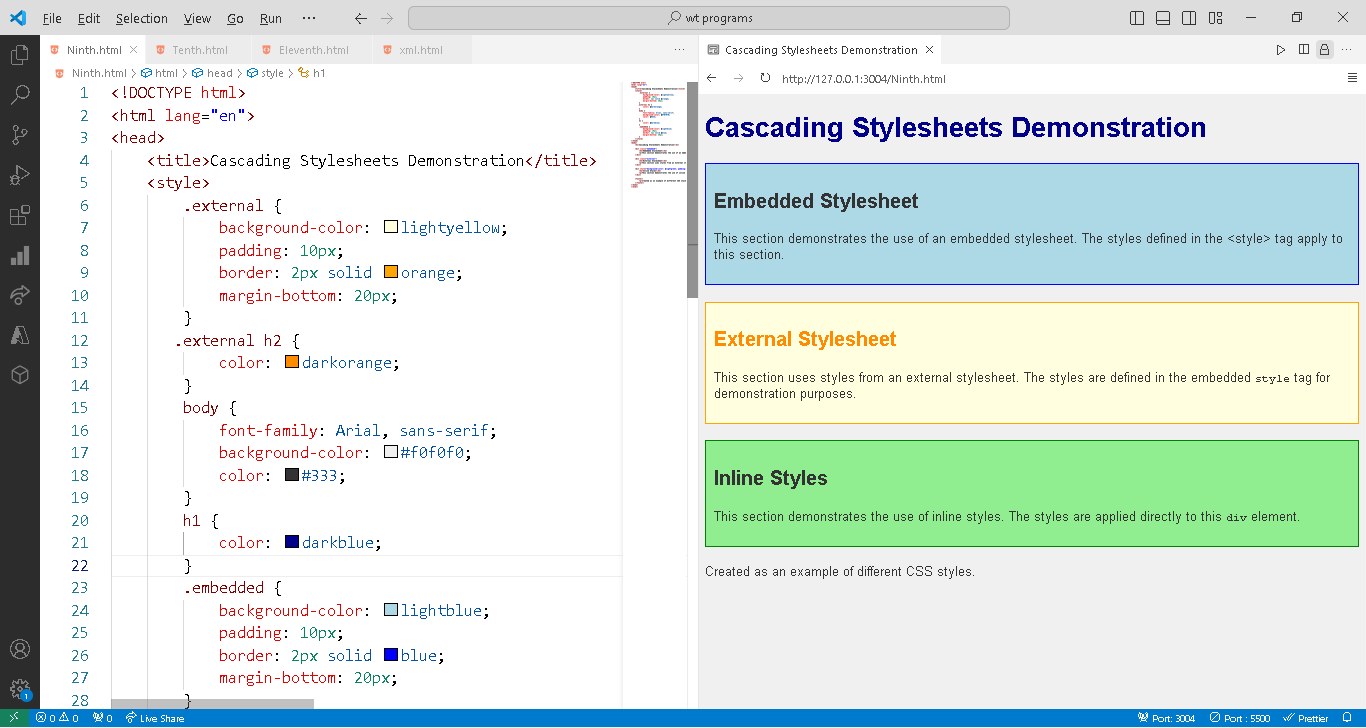 File Edit Selection View Go Run ··· wt programs
Ninth.html Tenth.html Eleventh.html xml.html ···
Ninth.html > html > head > style > h1
1 <!DOCTYPE html>
2 <html lang="en">
3 <head>
4 <title>Cascading Stylesheets Demonstration</title>
5 <style>
6 .external {
7 background-color: lightyellow;
8 padding: 10px;
9 border: 2px solid orange;
10 margin-bottom: 20px;
11 }
12 .external h2 {
13 color: darkorange;
14 }
15 body {
16 font-family: Arial, sans-serif;
17 background-color: #f0f0f0;
18 color: #333;
19 }
20 h1 {
21 color: darkblue;
22 }
23 .embedded {
24 background-color: lightblue;
25 padding: 10px;
26 border: 2px solid blue;
27 margin-bottom: 20px;
28 }
Cascading Stylesheets Demonstration
http://127.0.0.1:3004/Ninth.html
Cascading Stylesheets Demonstration
Embedded Stylesheet
This section demonstrates the use of an embedded stylesheet. The styles defined in the <style> tag apply to
this section.
External Stylesheet
This section uses styles from an external stylesheet. The styles are defined in the embedded style tag for
demonstration purposes.
Inline Styles
This section demonstrates the use of inline styles. The styles are applied directly to this div element.
Created as an example of different CSS styles.
1
0 0 0 Live Share Port: 3004 Port : 5500 Prettier